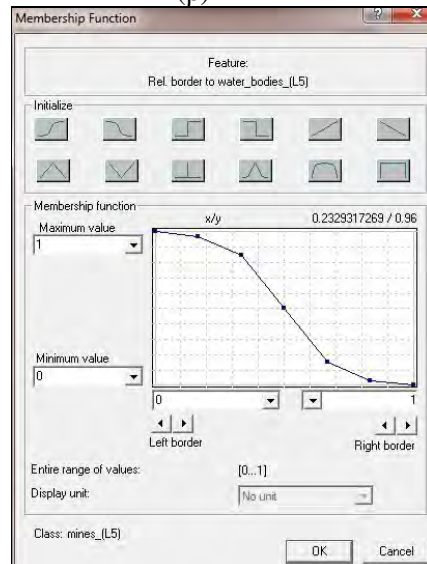 (p)
Membership Function
Feature:
Rel. border to water_bodies_(L5)
Initialize
Membership function
x/y 0.2329317269 / 0.96
Maximum value
1
Minimum value
0
0 1
Left border Right border
Entire range of values: [0...1]
Display unit: No unit
Class: mines_(L5)
OK Cancel